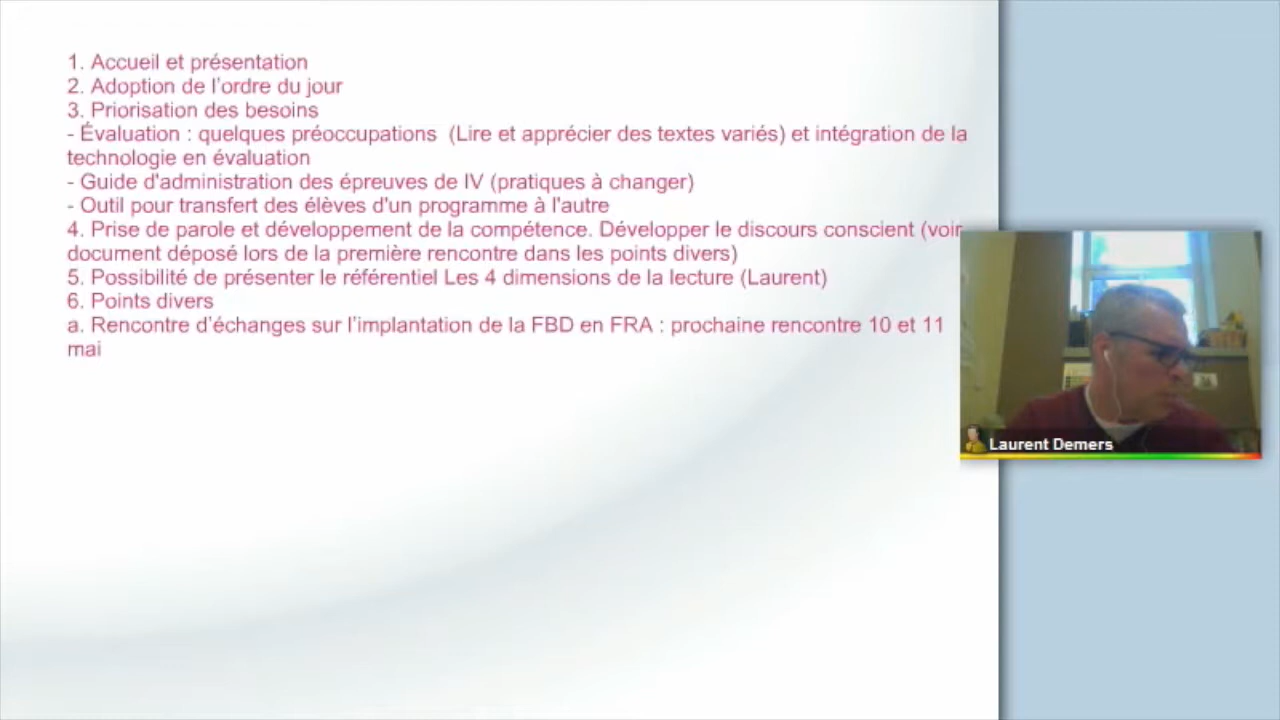 1. Accueil et présentation
2. Adoption de l’ordre du jour
3. Priorisation des besoins
- Évaluation : quelques préoccupations  (Lire et apprécier des textes variés) et intégration de la
technologie en évaluation
- Guide d'administration des épreuves de IV (pratiques à changer)
- Outil pour transfert des élèves d'un programme à l'autre
4. Prise de parole et développement de la compétence. Développer le discours conscient (voir
document déposé lors de la première rencontre dans les points divers)
5. Possibilité de présenter le référentiel Les 4 dimensions de la lecture (Laurent)
6. Points divers
a. Rencontre d’échanges sur l’implantation de la FBD en FRA : prochaine rencontre 10 et 11
mai
Laurent Demers